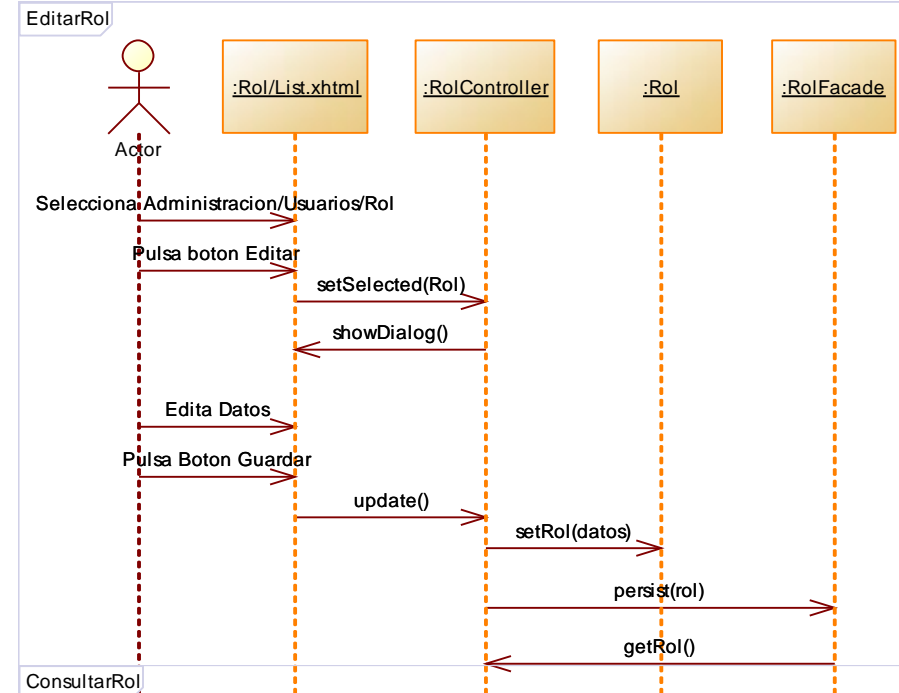 EditarRol
:Rol/List.xhtml
:RolController
:Rol
:RolFacade
Actor
Selecciona Administracion/Usuarios/Rol
Pulsa boton Editar
setSelected(Rol)
showDialog()
Edita Datos
Pulsa Boton Guardar
update()
setRol(datos)
persist(rol)
getRol()
ConsultarRol